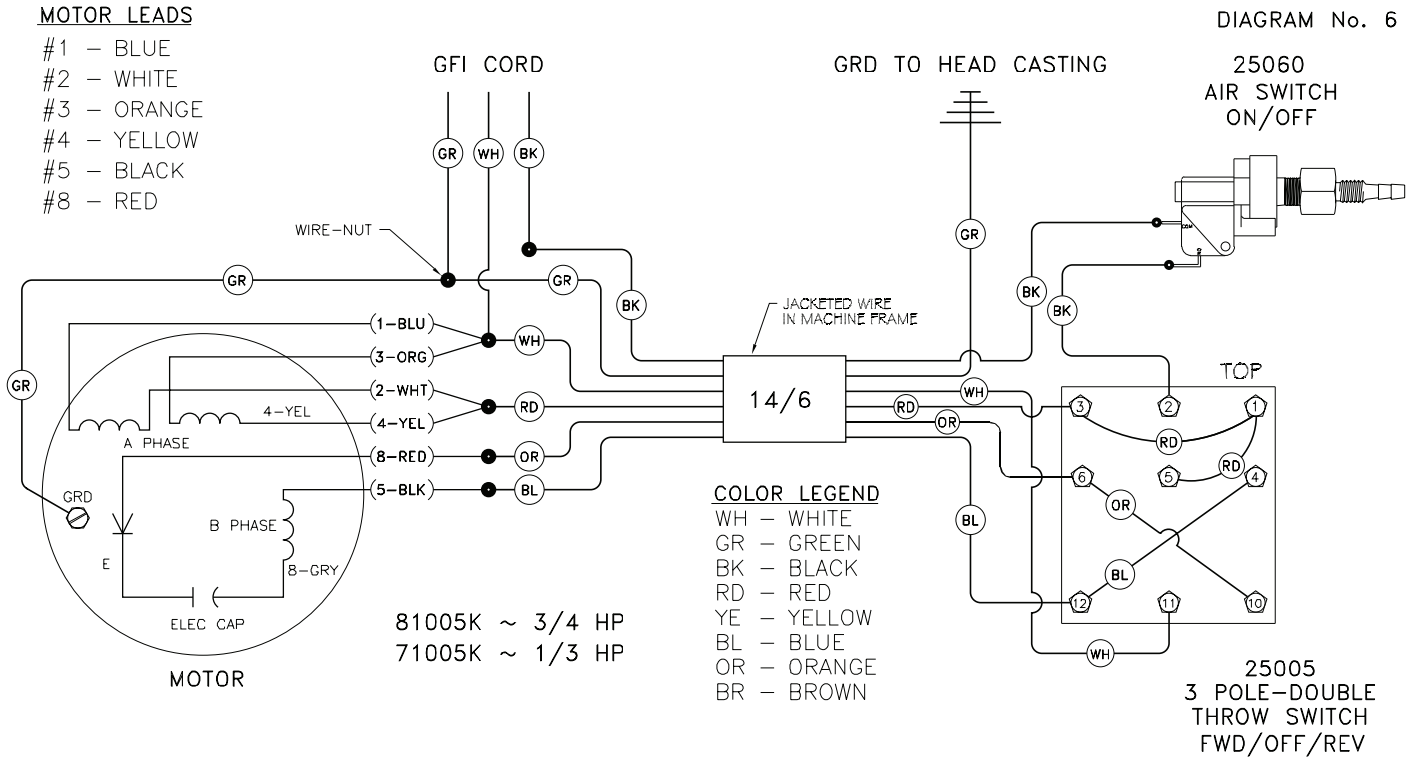 MOTOR LEADS
#1 – BLUE
#2 – WHITE
#3 – ORANGE
#4 – YELLOW
#5 – BLACK
#8 – RED
GFI CORD
GRD TO HEAD CASTING
DIAGRAM No. 6
25060
AIR SWITCH
ON/OFF
GR
WH
BK
WIRE–NUT
GR
GR
GR
BK
BK
BK
COM
JACKETED WIRE
IN MACHINE FRAME
(1–BLU)
(3–ORG)
(2–WHT)
(4–YEL)
(8–RED)
(5–BLK)
WH
RD
OR
BL
GR
4–YEL
A PHASE
GRD
B PHASE
E
8–GRY
ELEC CAP
MOTOR
14/6
WH
RD
OR
BL
TOP
3
2
1
RD
RD
6
5
4
OR
BL
12
11
10
WH
COLOR LEGEND
WH – WHITE
GR – GREEN
BK – BLACK
RD – RED
YE – YELLOW
BL – BLUE
OR – ORANGE
BR – BROWN
81005K ~ 3/4 HP
71005K ~ 1/3 HP
25005
3 POLE–DOUBLE
THROW SWITCH
FWD/OFF/REV